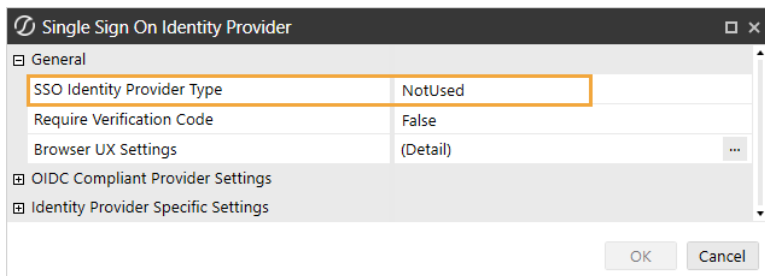 Single Sign On Identity Provider
General
SSO Identity Provider Type NotUsed
Require Verification Code False
Browser UX Settings (Detail) ...
OIDC Compliant Provider Settings
Identity Provider Specific Settings
OK Cancel